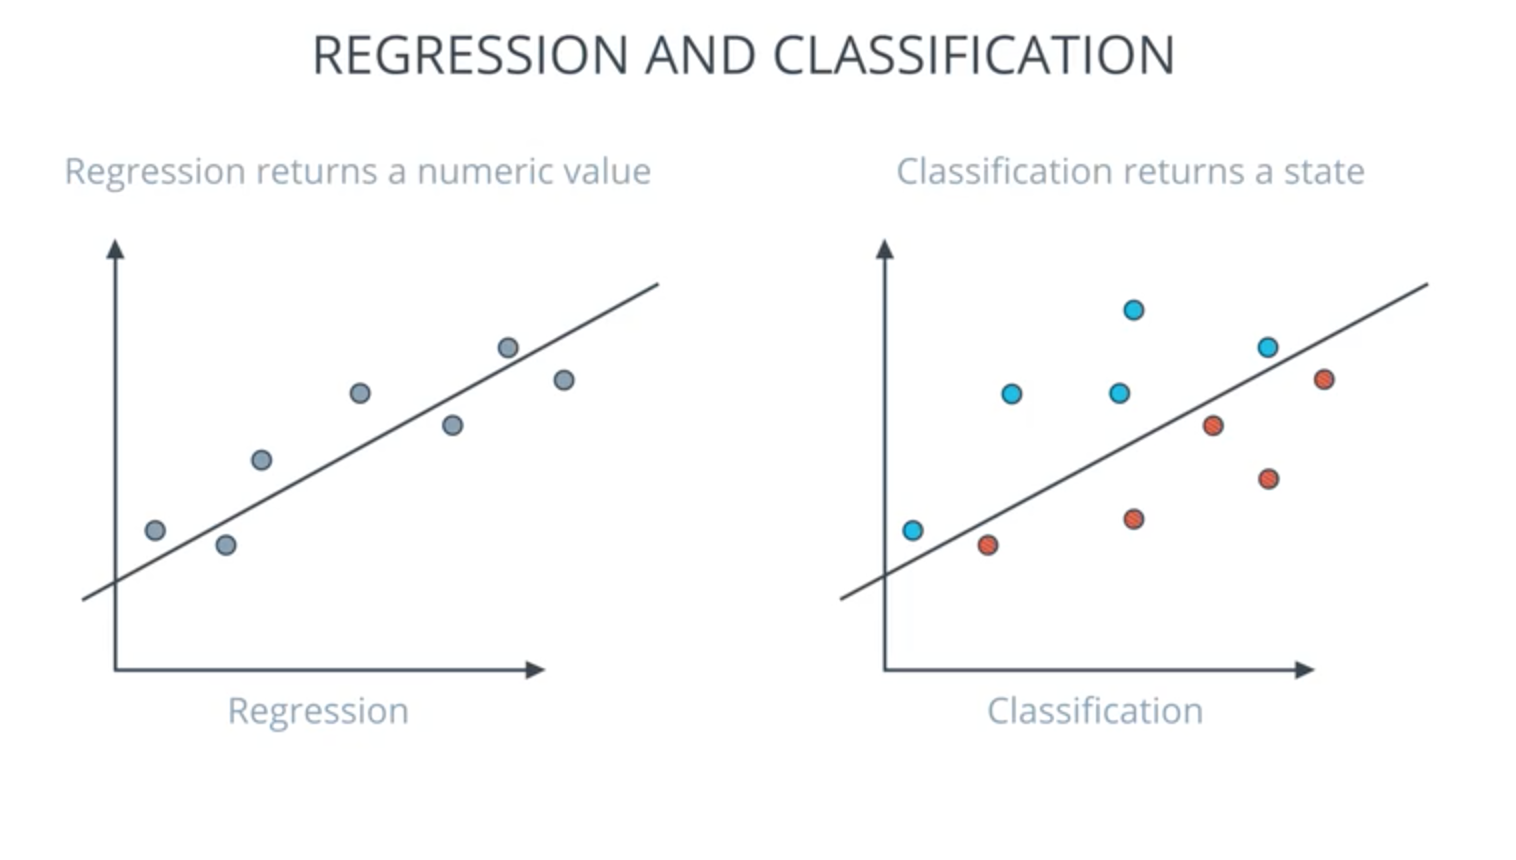 REGRESSION AND CLASSIFICATION
Regression returns a numeric value
Classification returns a state
Regression
Classification